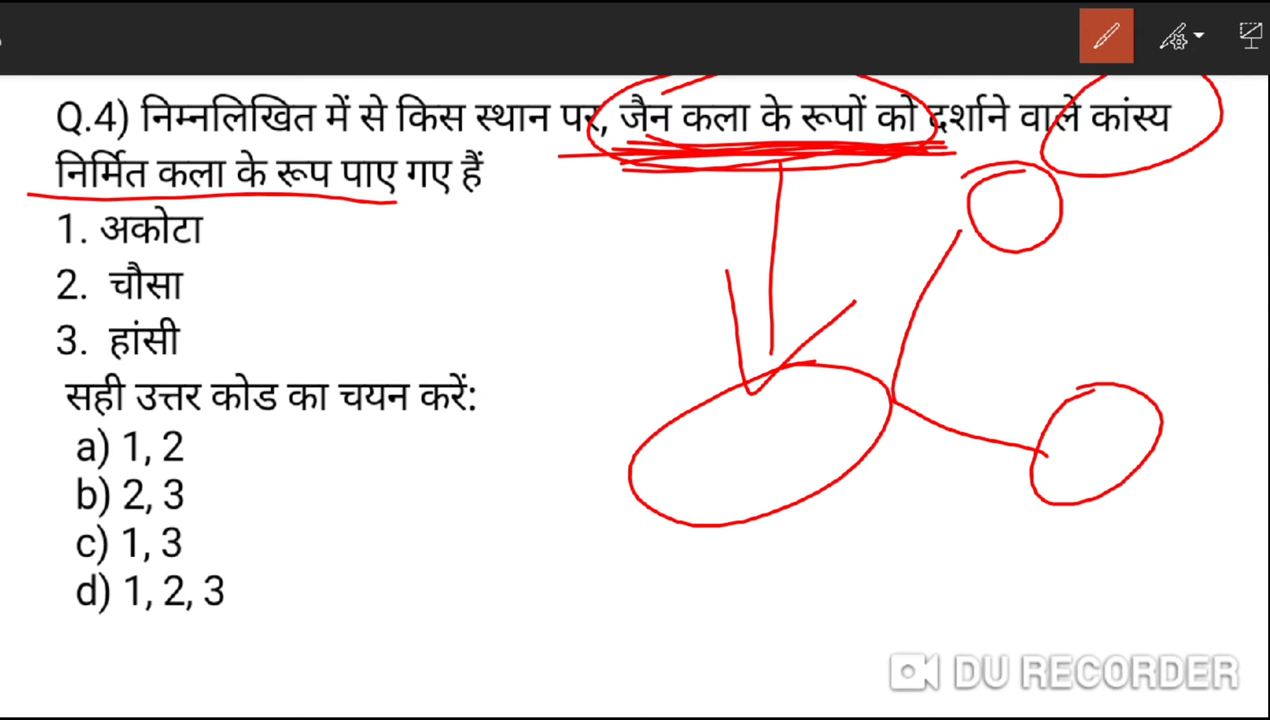 Q.4) निम्नलिखित में से किस स्थान पर, जैन कला के रूपों को दर्शाने वाले कांस्य
निर्मित कला के रूप पाए गए हैं
1. अकोटा
2. चौसा
3. हांसी
सही उत्तर कोड का चयन करें:
a) 1, 2
b) 2, 3
c) 1, 3
d) 1, 2, 3
DU RECORDER